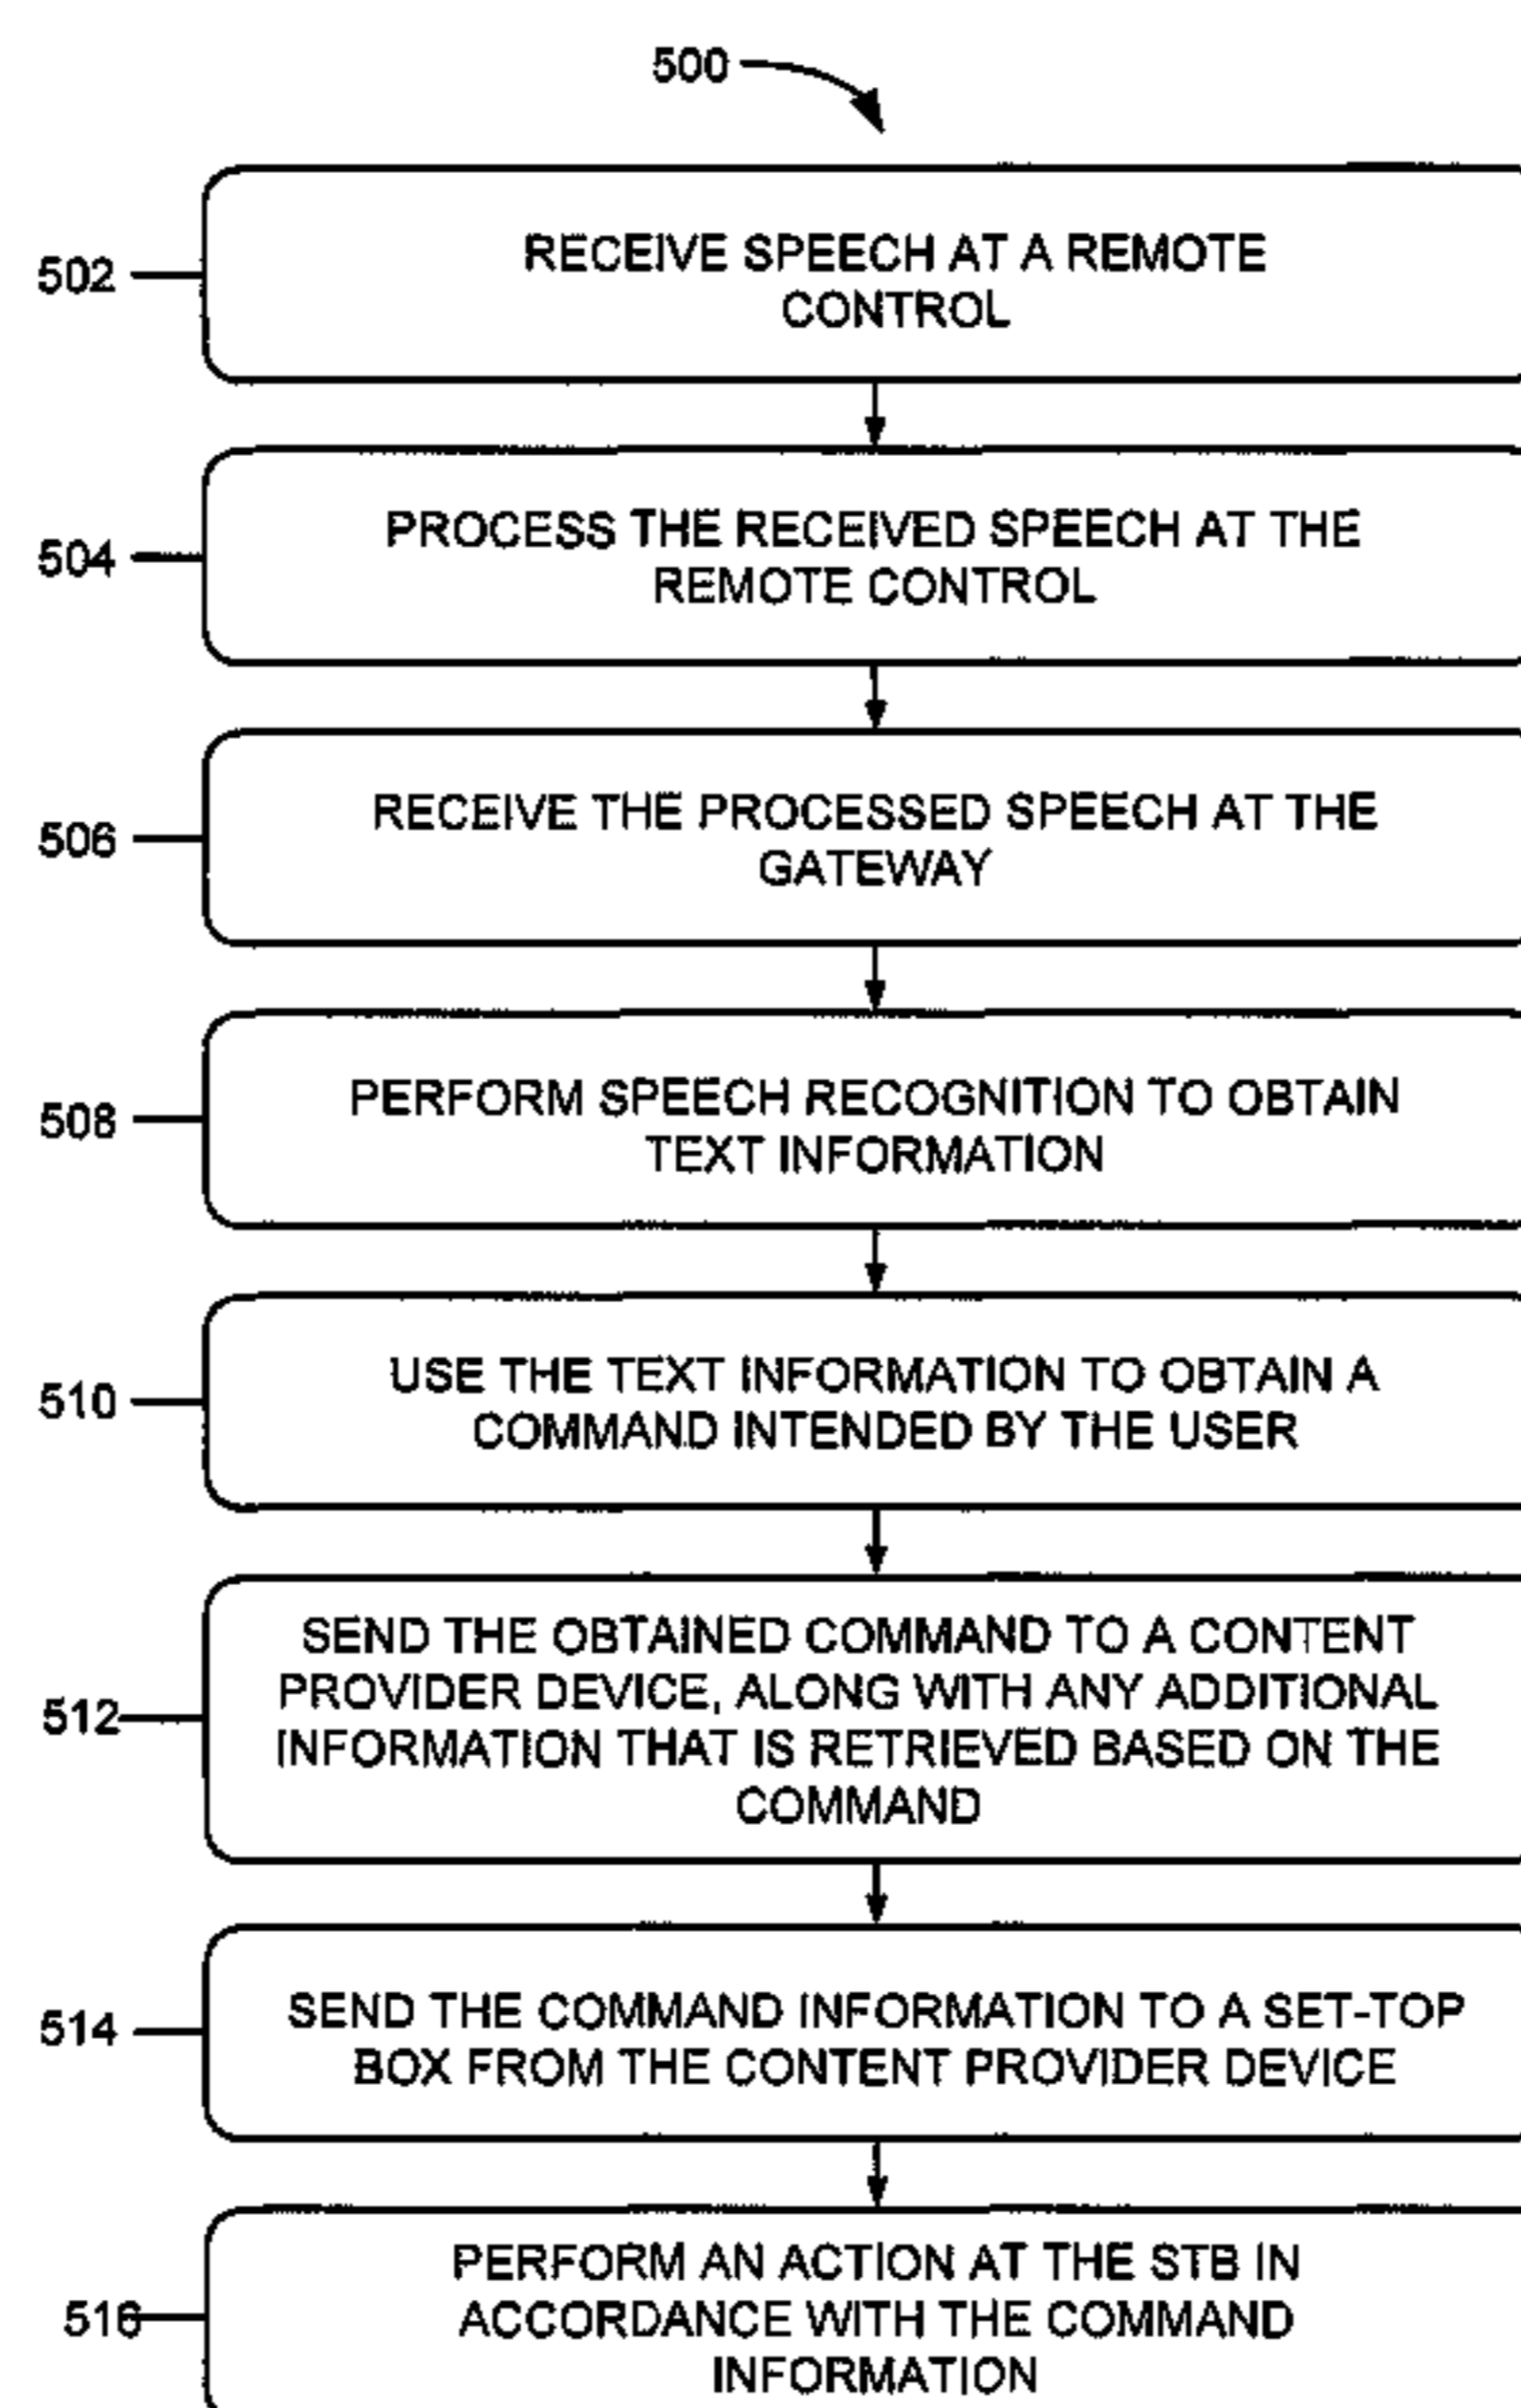 500
502
RECEIVE SPEECH AT A REMOTE
CONTROL
504
PROCESS THE RECEIVED SPEECH AT THE
REMOTE CONTROL
506
RECEIVE THE PROCESSED SPEECH AT THE
GATEWAY
508
PERFORM SPEECH RECOGNITION TO OBTAIN
TEXT INFORMATION
510
USE THE TEXT INFORMATION TO OBTAIN A
COMMAND INTENDED BY THE USER
512
SEND THE OBTAINED COMMAND TO A CONTENT
PROVIDER DEVICE, ALONG WITH ANY ADDITIONAL
INFORMATION THAT IS RETRIEVED BASED ON THE
COMMAND
514
SEND THE COMMAND INFORMATION TO A SET-TOP
BOX FROM THE CONTENT PROVIDER DEVICE
516
PERFORM AN ACTION AT THE STB IN
ACCORDANCE WITH THE COMMAND
INFORMATION